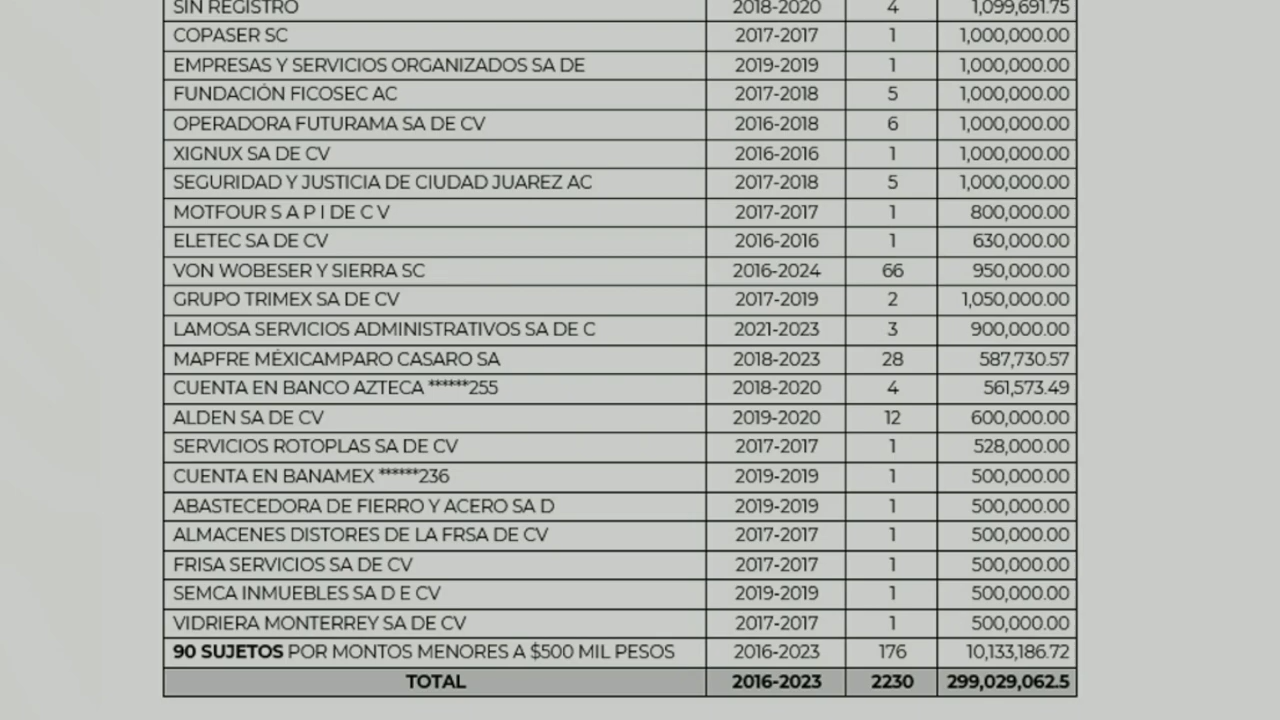 SIN REGISTRO 2018-2020 4 1,099,691.75
COPASER SC 2017-2017 1 1,000,000.00
EMPRESAS Y SERVICIOS ORGANIZADOS SA DE 2019-2019 1 1,000,000.00
FUNDACIÓN FICOSEC AC 2017-2018 5 1,000,000.00
OPERADORA FUTURAMA SA DE CV 2016-2018 6 1,000,000.00
XIGNUX SA DE CV 2016-2016 1 1,000,000.00
SEGURIDAD Y JUSTICIA DE CIUDAD JUAREZ AC 2017-2018 5 1,000,000.00
MOTFOUR S A P I DE C V 2017-2017 1 800,000.00
ELETEC SA DE CV 2016-2016 1 630,000.00
VON WOBESER Y SIERRA SC 2016-2024 66 950,000.00
GRUPO TRIMEX SA DE CV 2017-2019 2 1,050,000.00
LAMOSA SERVICIOS ADMINISTRATIVOS SA DE C 2021-2023 3 900,000.00
MAPFRE MÉXICAMPARO CASARO SA 2018-2023 28 587,730.57
CUENTA EN BANCO AZTECA ******255 2018-2020 4 561,573.49
ALDEN SA DE CV 2019-2020 12 600,000.00
SERVICIOS ROTOPLAS SA DE CV 2017-2017 1 528,000.00
CUENTA EN BANAMEX ******236 2019-2019 1 500,000.00
ABASTECEDORA DE FIERRO Y ACERO SA D 2019-2019 1 500,000.00
ALMACENES DISTORES DE LA FRSA DE CV 2017-2017 1 500,000.00
FRISA SERVICIOS SA DE CV 2017-2017 1 500,000.00
SEMCA INMUEBLES SA D E CV 2019-2019 1 500,000.00
VIDRIERA MONTERREY SA DE CV 2017-2017 1 500,000.00
90 SUJETOS POR MONTOS MENORES A $500 MIL PESOS 2016-2023 176 10,133,186.72
TOTAL 2016-2023 2230 299,029,062.5